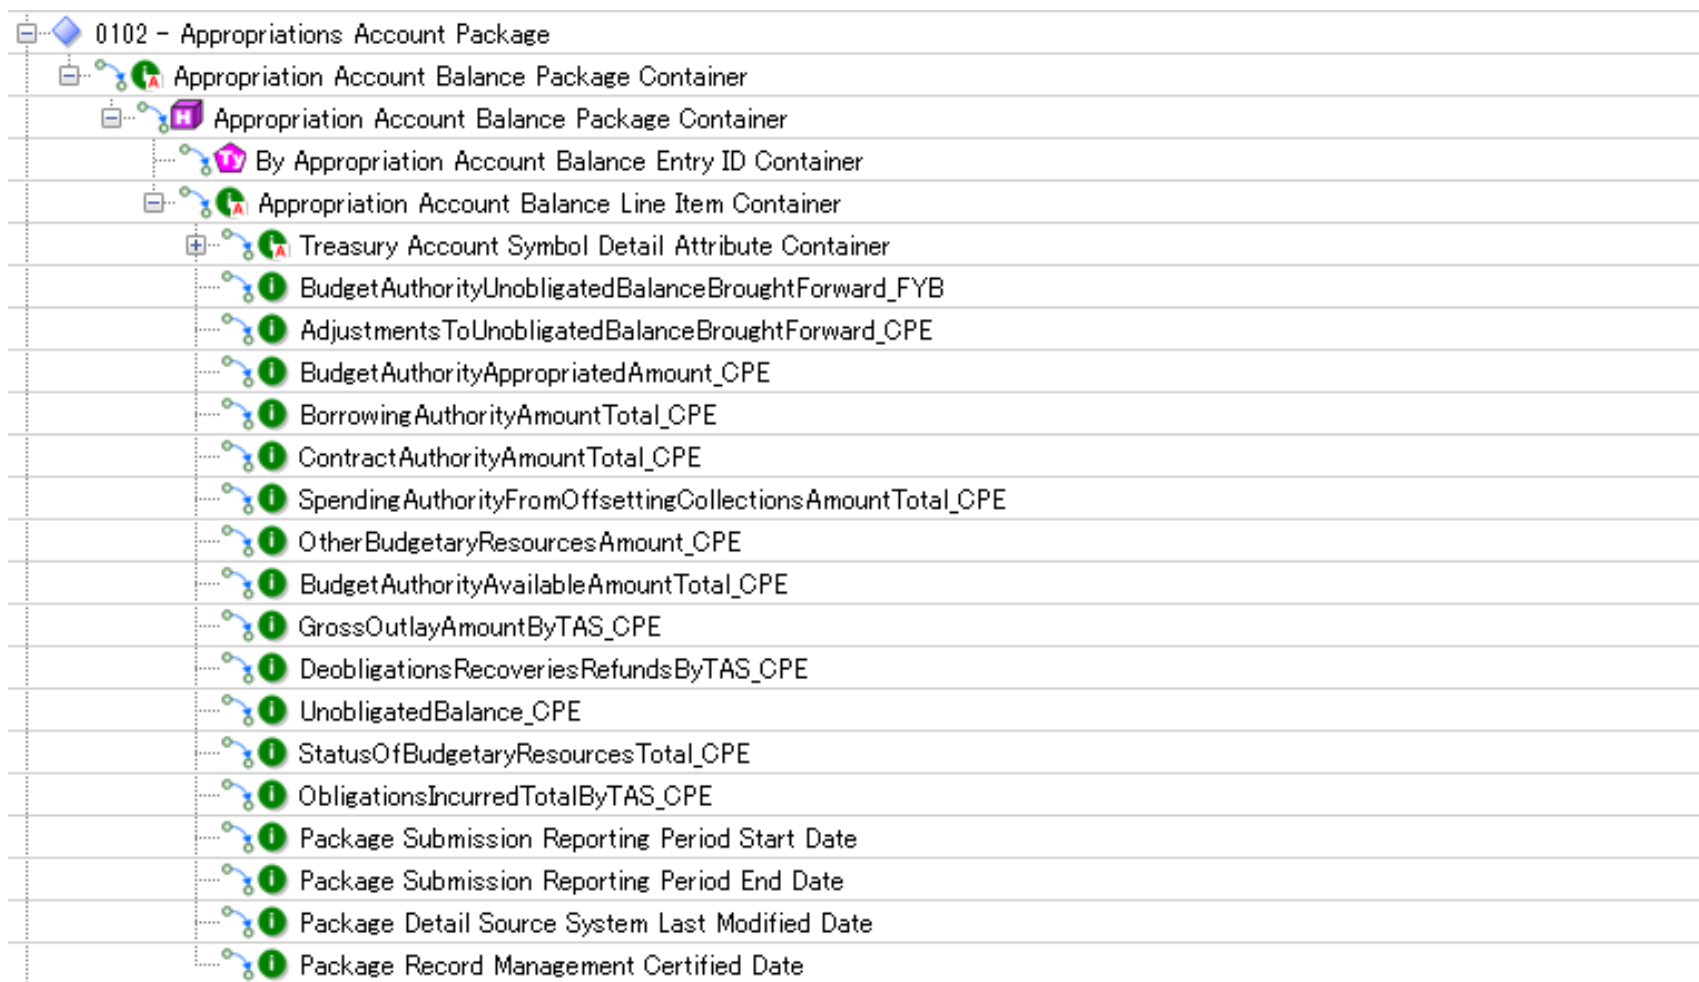 0102 - Appropriations Account Package
Appropriation Account Balance Package Container
Appropriation Account Balance Package Container
By Appropriation Account Balance Entry ID Container
Appropriation Account Balance Line Item Container
Treasury Account Symbol Detail Attribute Container
BudgetAuthorityUnobligatedBalanceBroughtForward_FYB
AdjustmentsToUnobligatedBalanceBroughtForward_CPE
BudgetAuthorityAppropriatedAmount_CPE
BorrowingAuthorityAmountTotal_CPE
ContractAuthorityAmountTotal_CPE
SpendingAuthorityFromOffsettingCollectionsAmountTotal_CPE
OtherBudgetaryResourcesAmount_CPE
BudgetAuthorityAvailableAmountTotal_CPE
GrossOutlayAmountByTAS_CPE
DeobligationsRecoveriesRefundsByTAS_CPE
UnobligatedBalance_CPE
StatusOfBudgetaryResourcesTotal_CPE
ObligationsIncurredTotalByTAS_CPE
Package Submission Reporting Period Start Date
Package Submission Reporting Period End Date
Package Detail Source System Last Modified Date
Package Record Management Certified Date